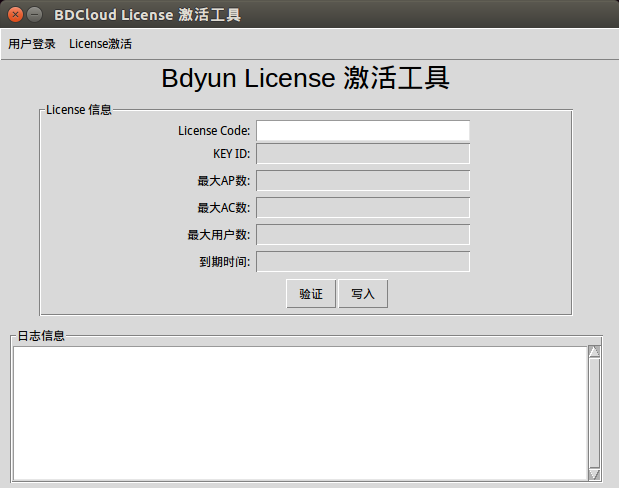 BDCloud License 激活工具
用户登录 License激活
Bdyun License 激活工具
License 信息
License Code:
KEY ID:
最大AP数:
最大AC数:
最大用户数:
到期时间:
验证 写入
日志信息